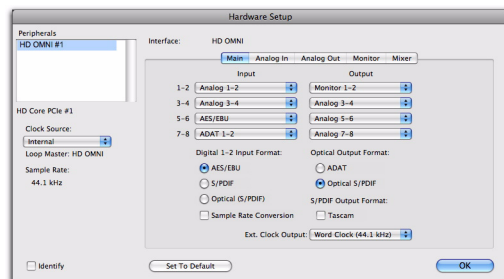 Hardware Setup
Peripherals
HD OMNI #1
HD Core PCIe #1
Clock Source:
Internal
Loop Master: HD OMNI
Sample Rate:
44.1 kHz
Identify
Interface: HD OMNI
Main Analog In Analog Out Monitor Mixer
Input Output
1-2 Analog 1-2 Monitor 1-2
3-4 Analog 3-4 Analog 3-4
5-6 AES/EBU Analog 5-6
7-8 ADAT 1-2 Analog 7-8
Digital 1-2 Input Format: Optical Output Format:
AES/EBU ADAT
S/PDIF Optical S/PDIF
Optical (S/PDIF) S/PDIF Output Format:
Sample Rate Conversion Tascam
Ext. Clock Output: Word Clock (44.1 kHz)
Set To Default OK